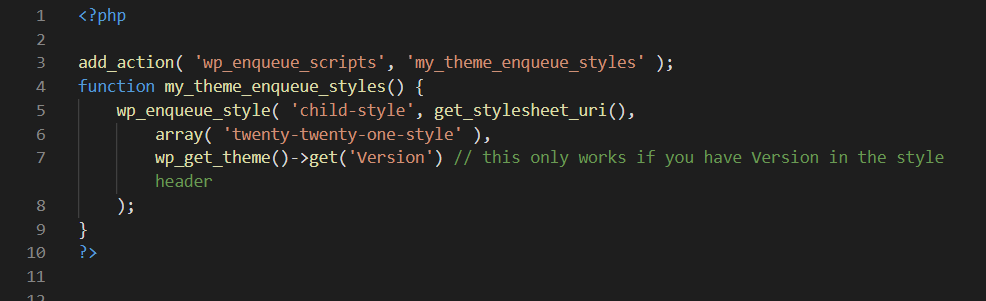 1 <?php
2
3 add_action( 'wp_enqueue_scripts', 'my_theme_enqueue_styles' );
4 function my_theme_enqueue_styles() {
5 wp_enqueue_style( 'child-style', get_stylesheet_uri(),
6 array( 'twenty-twenty-one-style' ),
7 wp_get_theme()->get('Version') // this only works if you have Version in the style
header
8 );
9 }
10 ?>
11
12